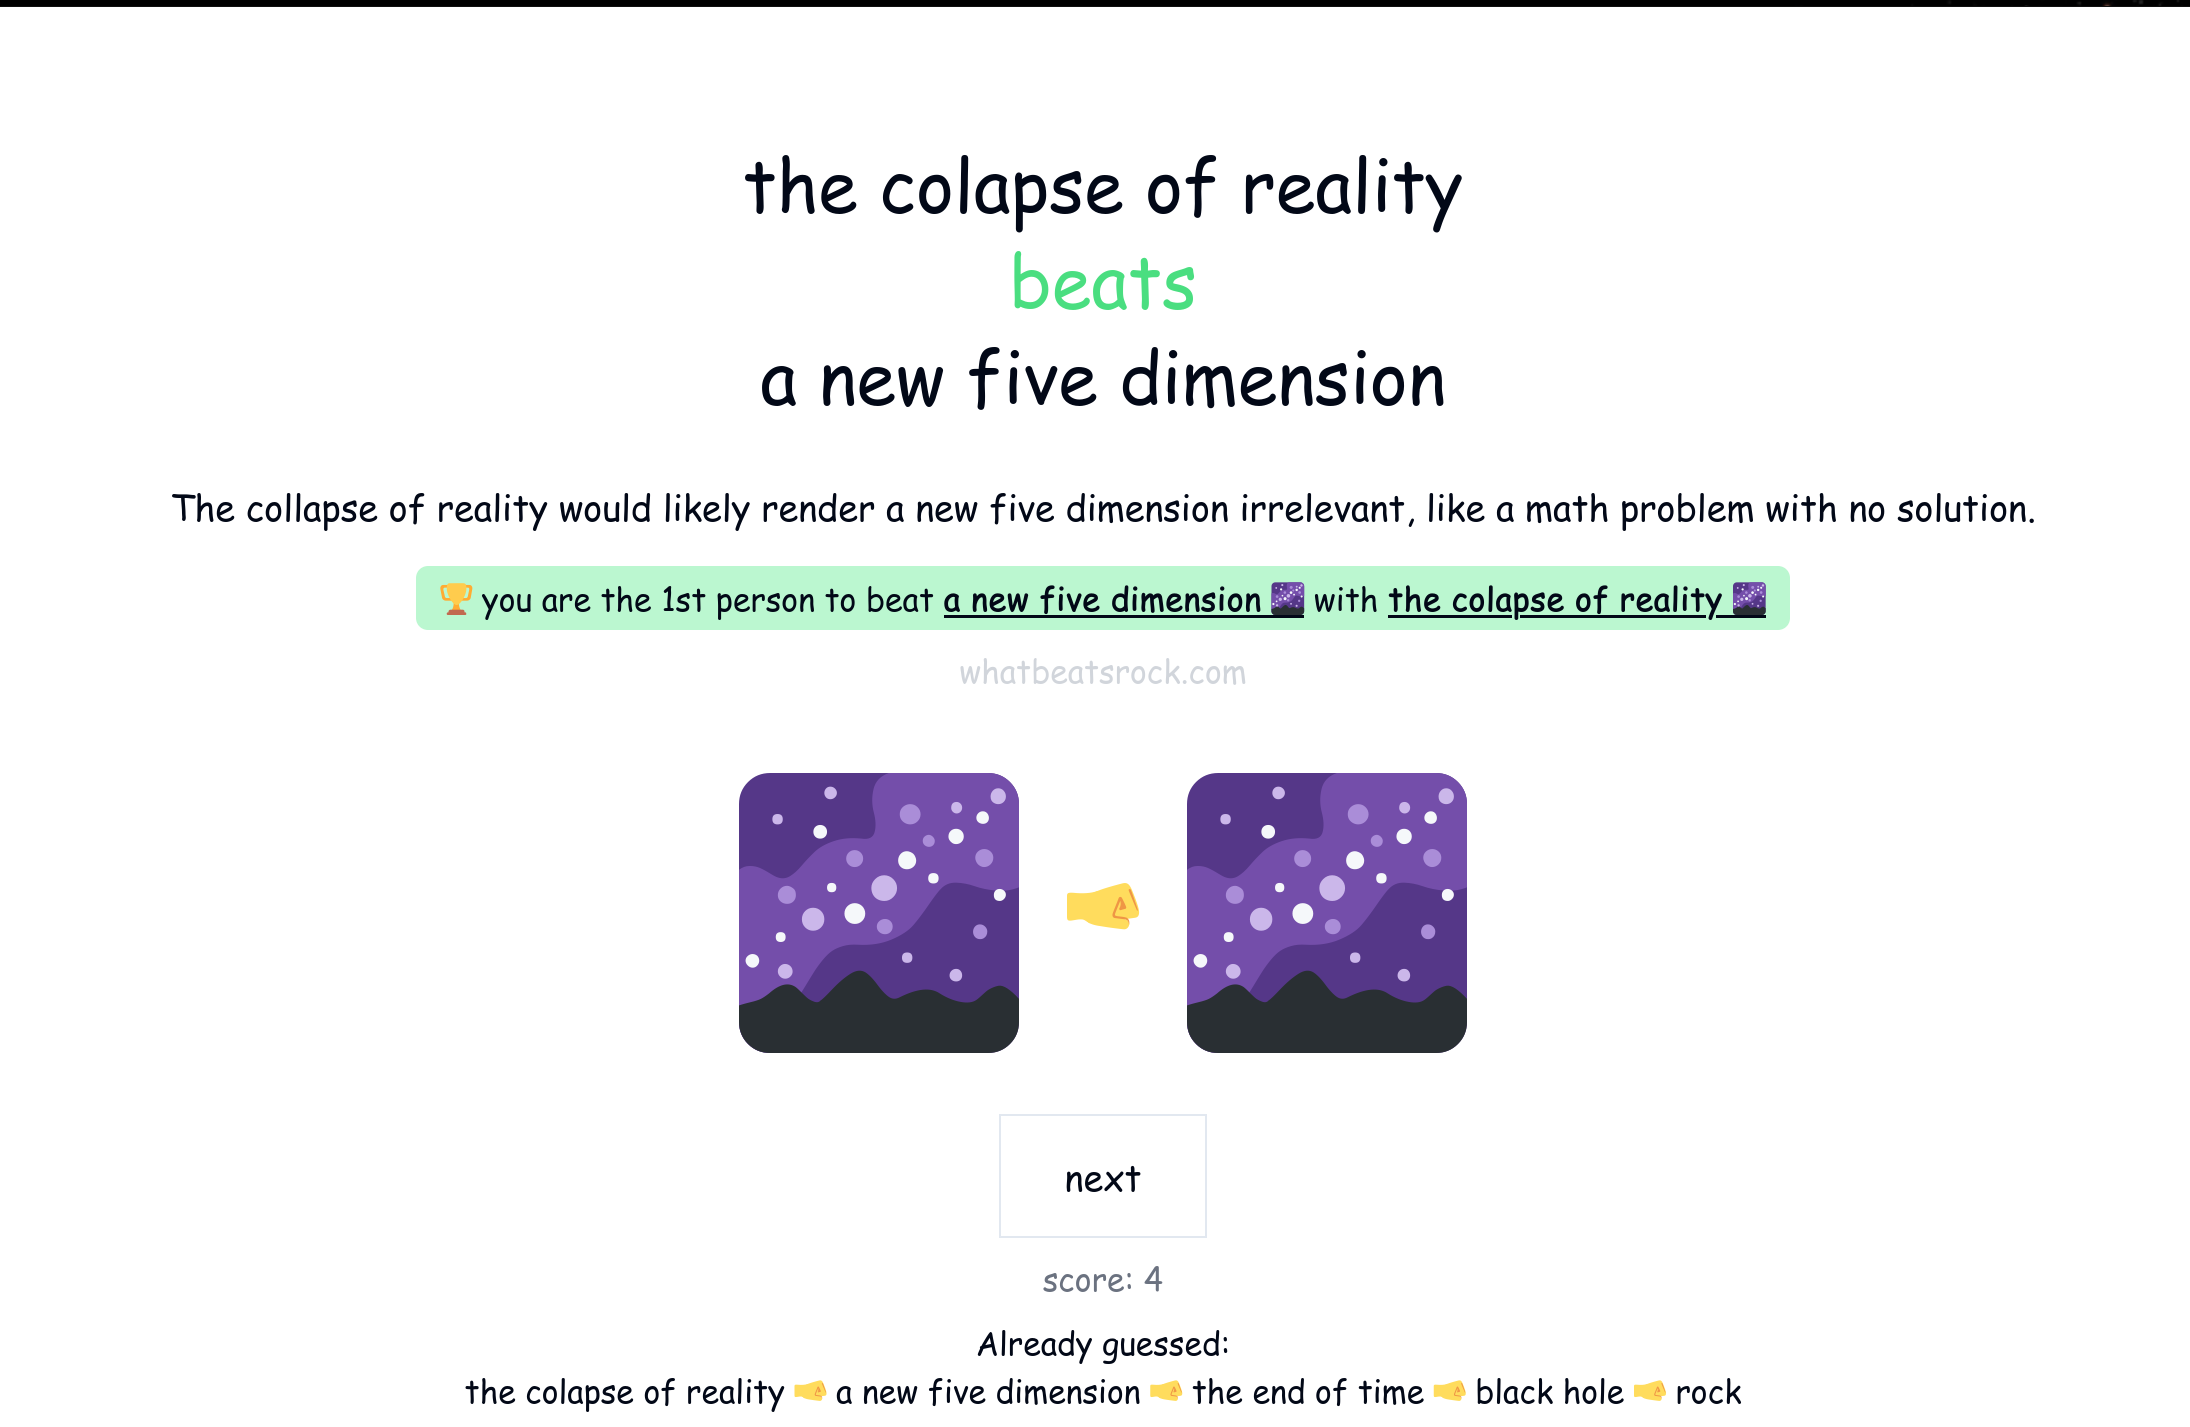 the colapse of reality
beats
a new five dimension
The collapse of reality would likely render a new five dimension irrelevant, like a math problem with no solution.
🏆 you are the 1st person to beat a new five dimension 🌌 with the colapse of reality 🌌
whatbeatsrock.com
next
score: 4
Already guessed:
the colapse of reality 🤜 a new five dimension 🤜 the end of time 🤜 black hole 🤜 rock